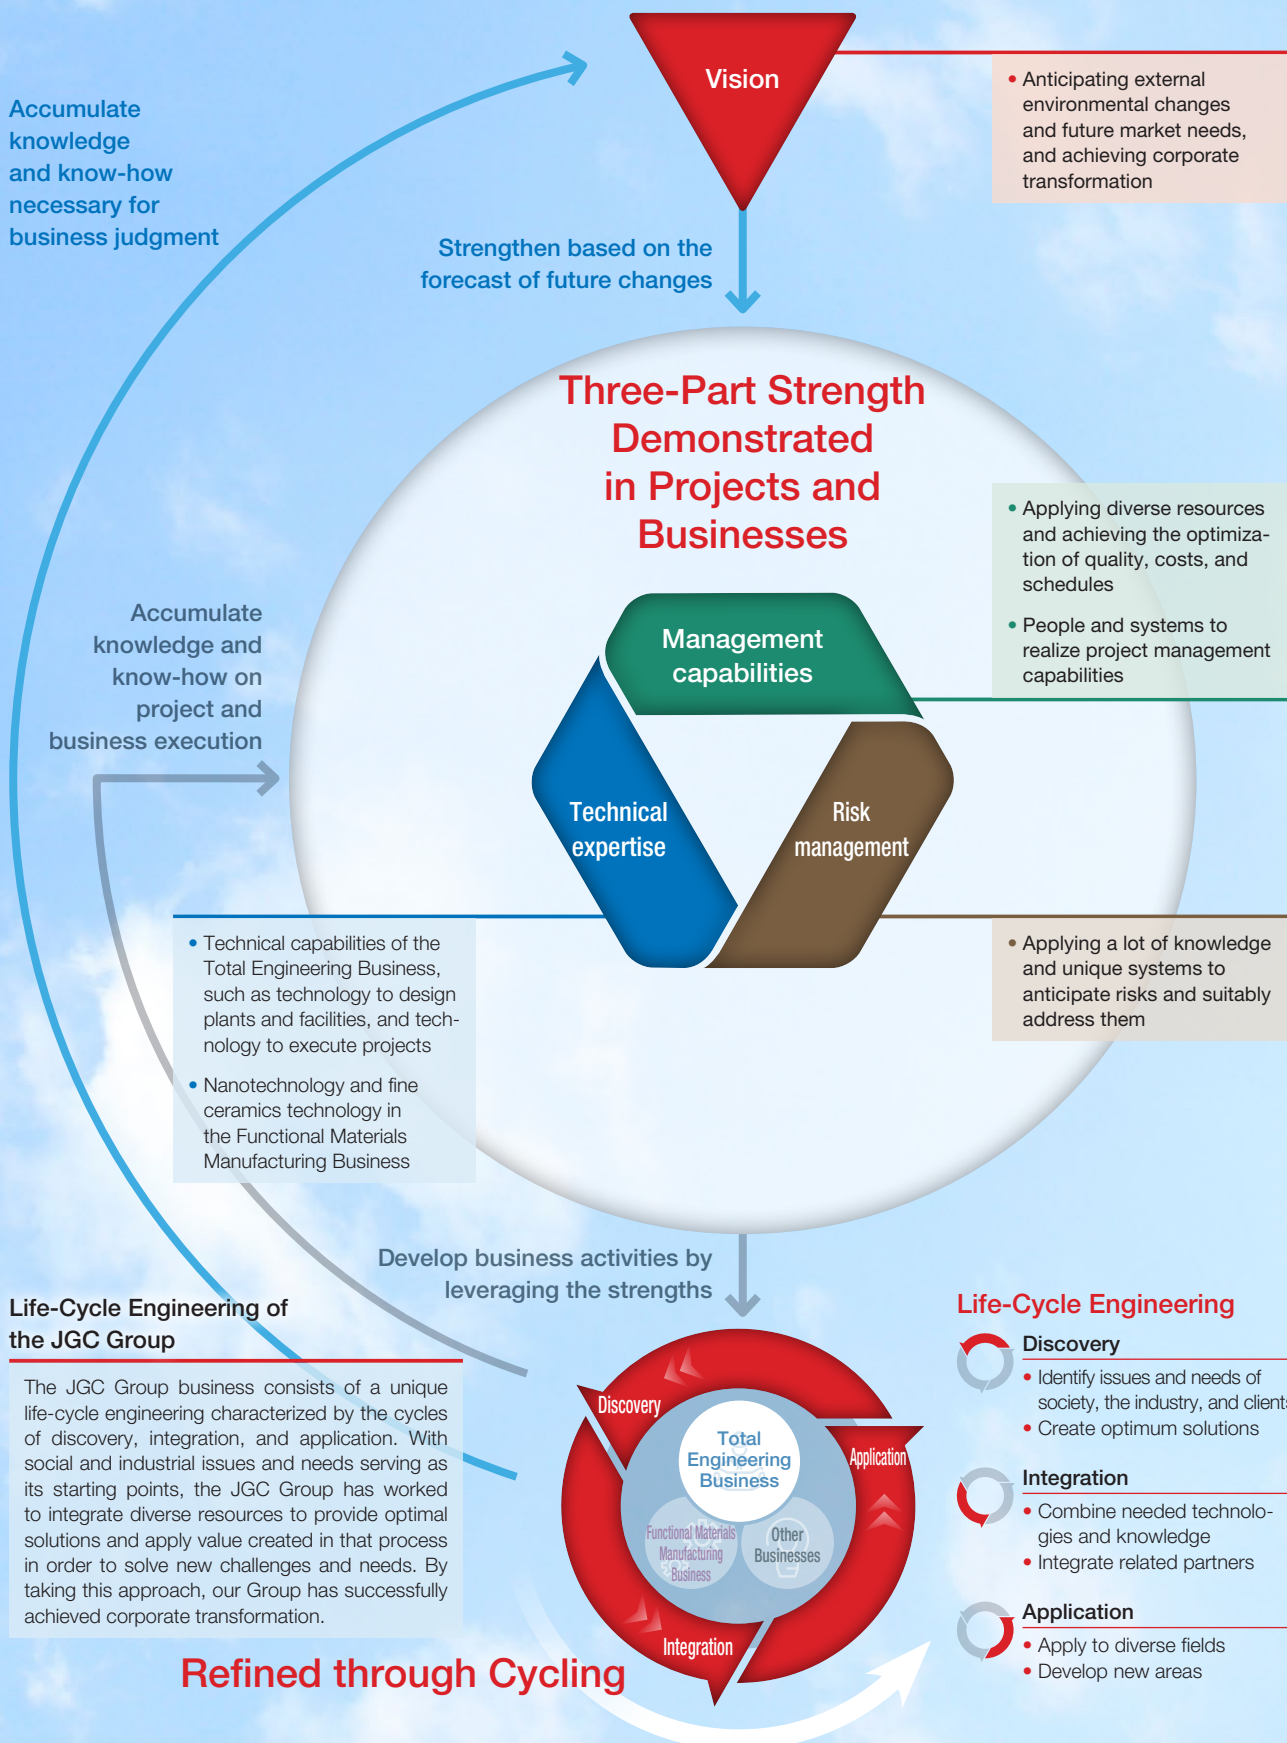 Vision
• Anticipating external
environmental changes
and future market needs,
and achieving corporate
transformation
Accumulate
knowledge
and know-how
necessary for
business judgment
Strengthen based on the
forecast of future changes
Three-Part Strength
Demonstrated
in Projects and
Businesses
• Applying diverse resources
and achieving the optimiza-
tion of quality, costs, and
schedules
• People and systems to
realize project management
capabilities
Accumulate
knowledge and
know-how on
project and
business execution
Management
capabilities
Technical
expertise
Risk
management
• Technical capabilities of the
Total Engineering Business,
such as technology to design
plants and facilities, and tech-
nology to execute projects
• Nanotechnology and fine
ceramics technology in
the Functional Materials
Manufacturing Business
• Applying a lot of knowledge
and unique systems to
anticipate risks and suitably
address them
Develop business activities by
leveraging the strengths
Life-Cycle Engineering of
the JGC Group
The JGC Group business consists of a unique
life-cycle engineering characterized by the cycles
of discovery, integration, and application. With
social and industrial issues and needs serving as
its starting points, the JGC Group has worked
to integrate diverse resources to provide optimal
solutions and apply value created in that process
in order to solve new challenges and needs. By
taking this approach, our Group has successfully
achieved corporate transformation.
Discovery
Application
Integration
Total
Engineering
Business
Functional Materials
Manufacturing
Business
Other
Businesses
Refined through Cycling
Life-Cycle Engineering
Discovery
• Identify issues and needs of
society, the industry, and clients
• Create optimum solutions
Integration
• Combine needed technolo-
gies and knowledge
• Integrate related partners
Application
• Apply to diverse fields
• Develop new areas